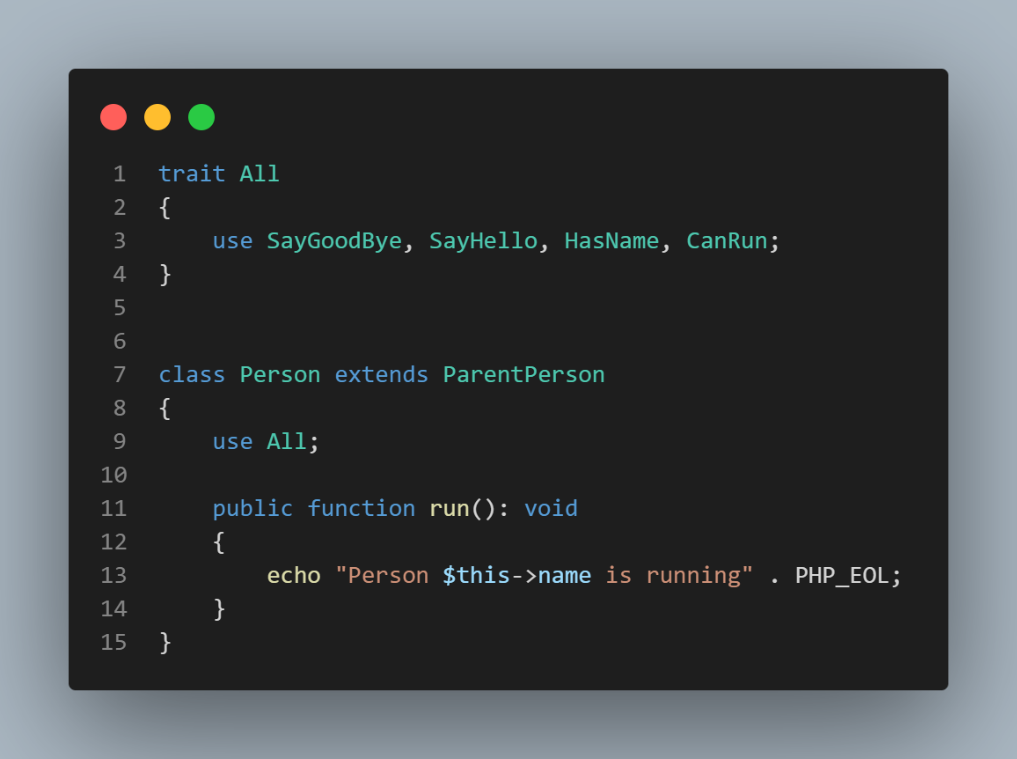 1 trait All
2 {
3     use SayGoodBye, SayHello, HasName, CanRun;
4 }
5
6
7 class Person extends ParentPerson
8 {
9     use All;
10
11     public function run(): void
12     {
13         echo "Person $this->name is running" . PHP_EOL;
14     }
15 }